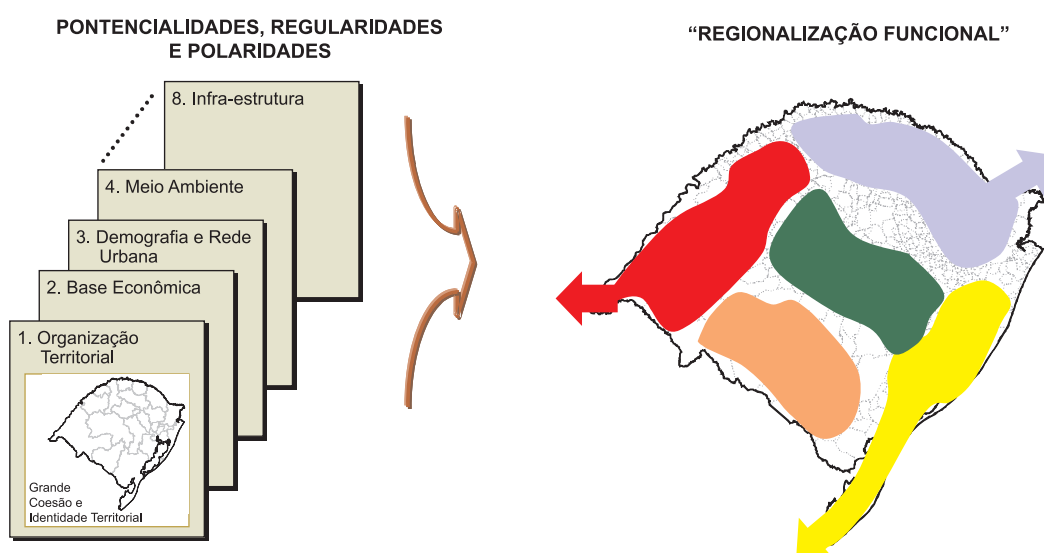 PONTENCIALIDADES, REGULARIDADES
E POLARIDADES
8. Infra-estrutura
4. Meio Ambiente
3. Demografia e Rede
Urbana
2. Base Econômica
1. Organização
Territorial
Grande
Coesão e
Identidade Territorial
“REGIONALIZAÇÃO FUNCIONAL”